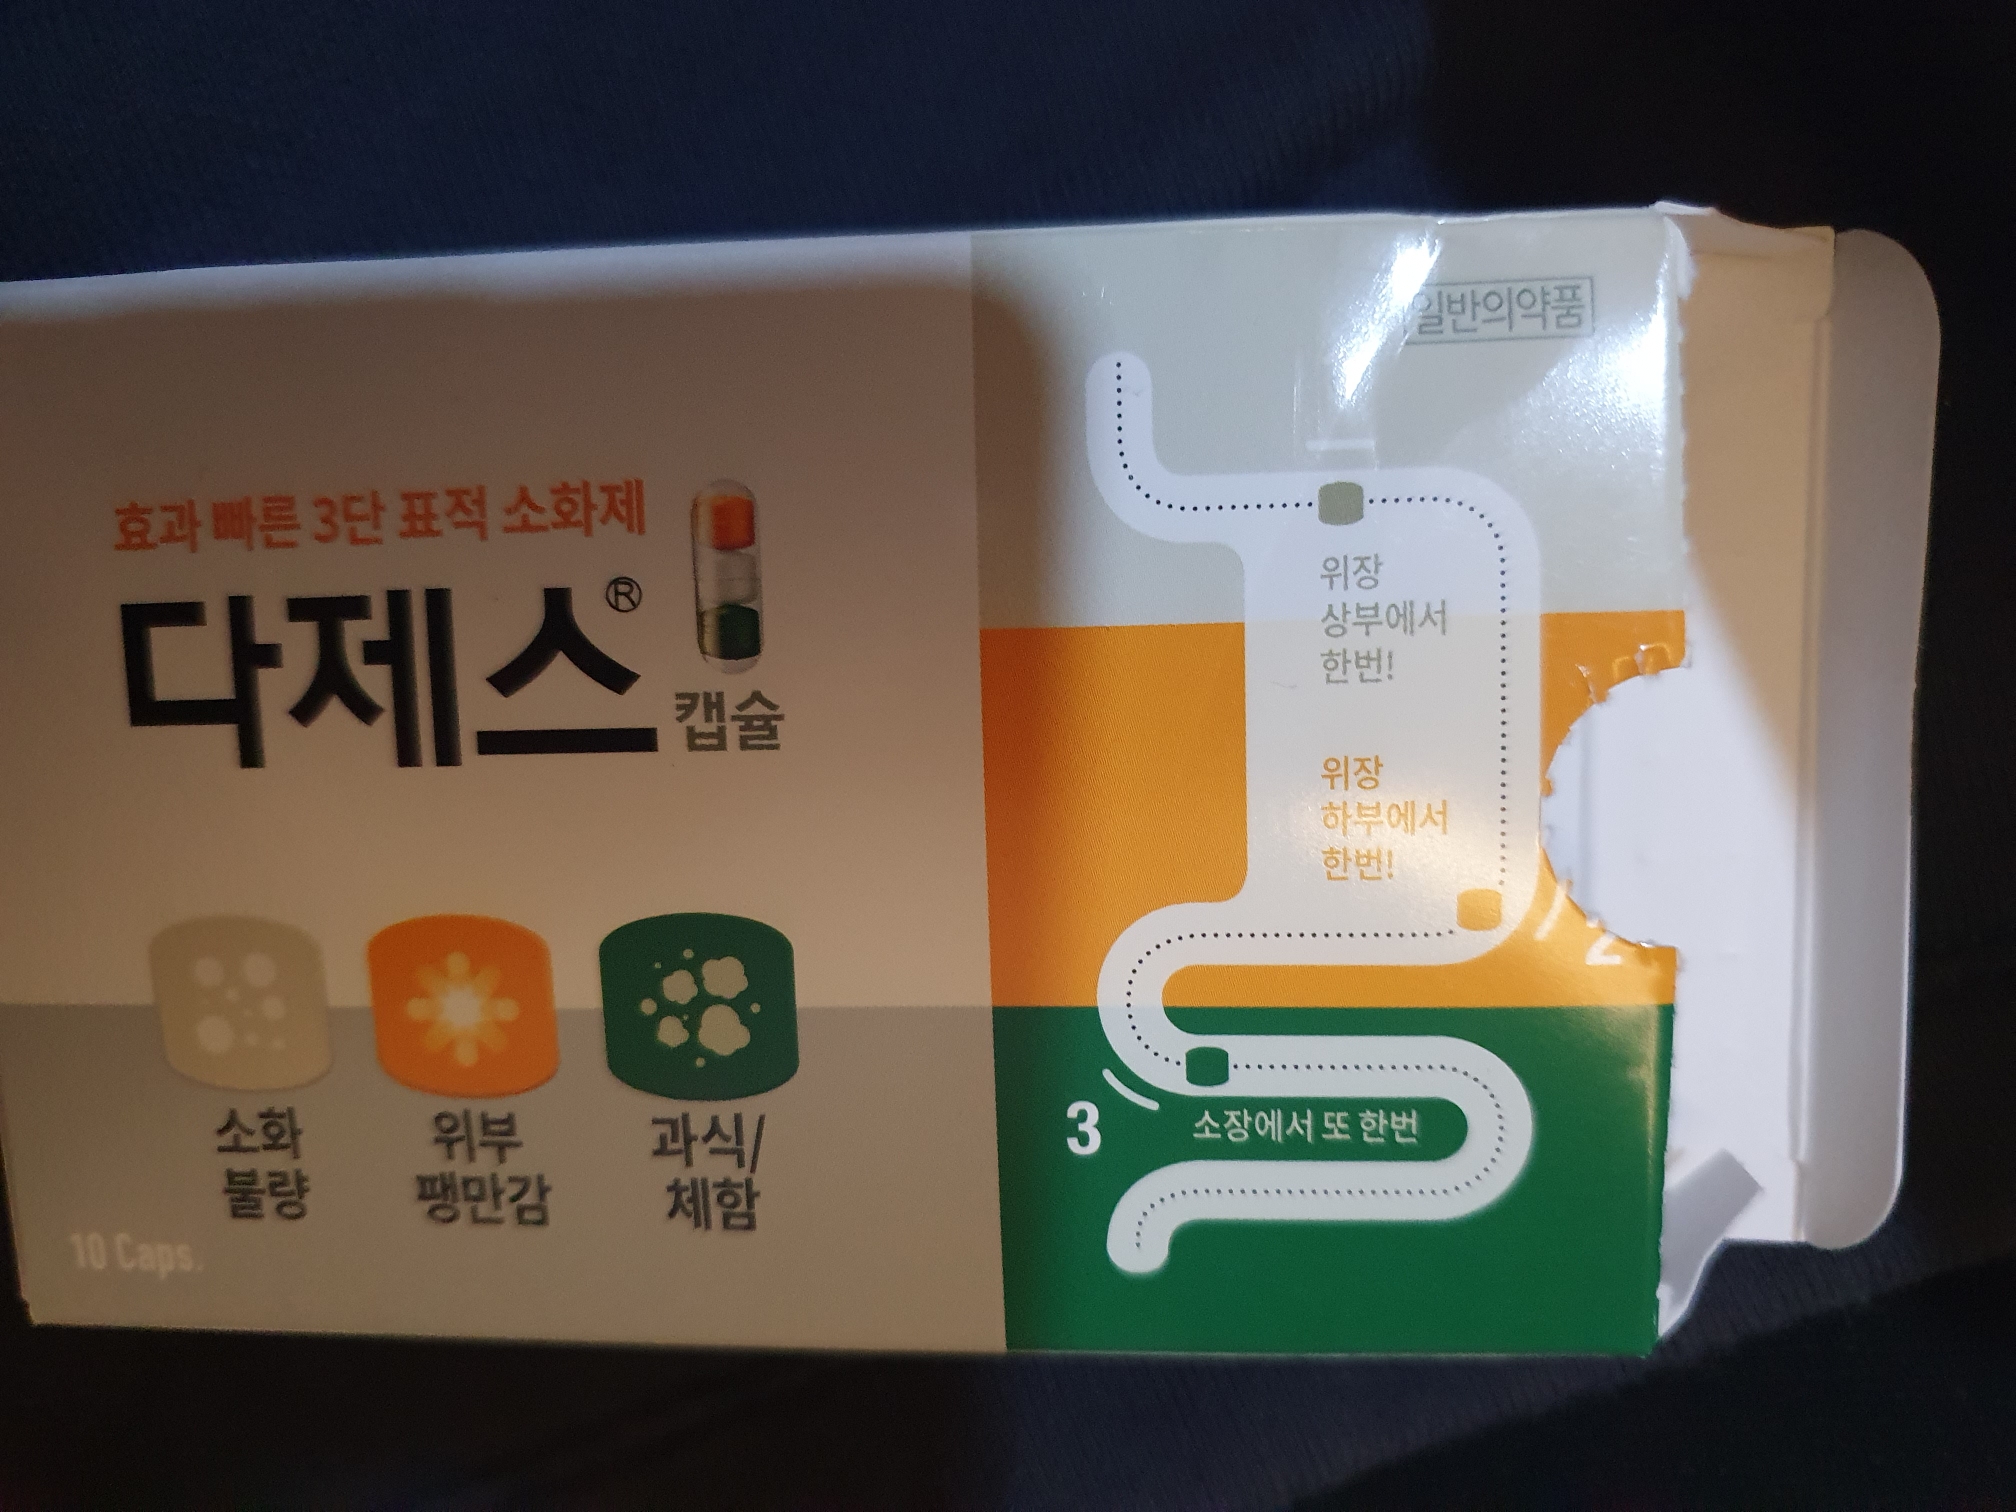 효과 빠른 3단 표적 소화제
다제스®
캡슐
소화
불량
위부
팽만감
과식/
체함
10 Caps.
일반의약품
위장
상부에서
한번!
위장
하부에서
한번!
2
3
소장에서 또 한번